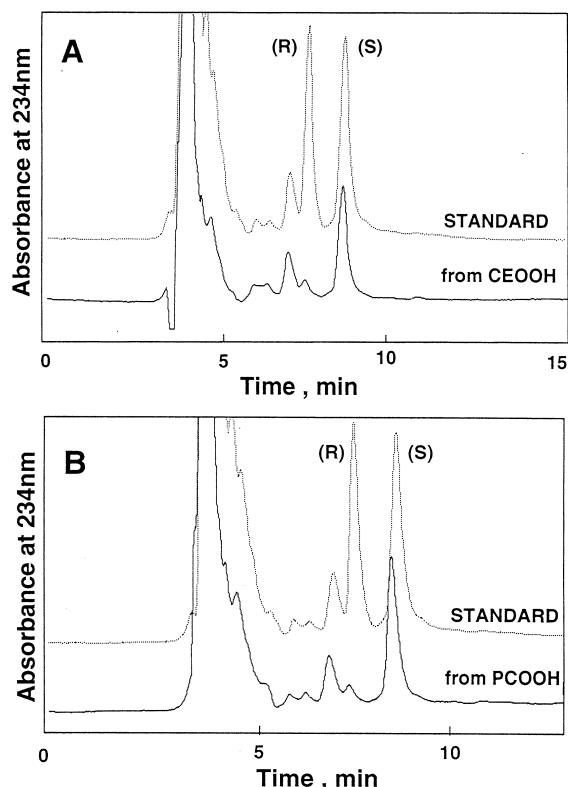 A
Absorbance at 234nm
(R) (S)
STANDARD
from CEOOH
0 5 10 15
Time , min
B
Absorbance at 234nm
(R) (S)
STANDARD
from PCOOH
0 5 10
Time , min